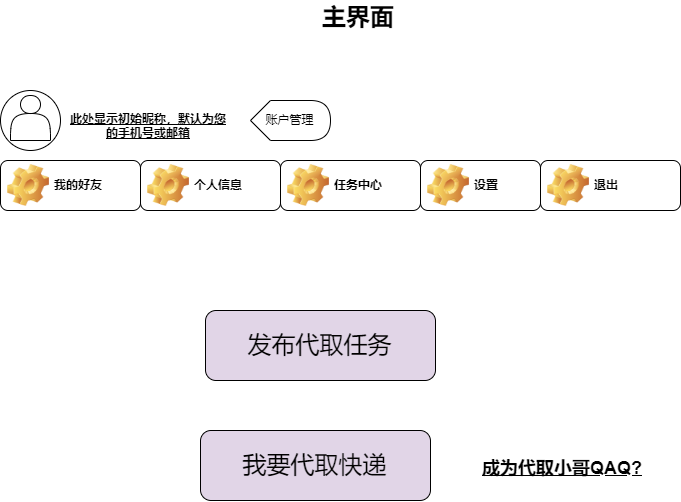 主界面
此处显示初始昵称，默认为您
的手机号或邮箱
账户管理
我的好友
个人信息
任务中心
设置
退出
发布代取任务
我要代取快递
成为代取小哥QAQ?